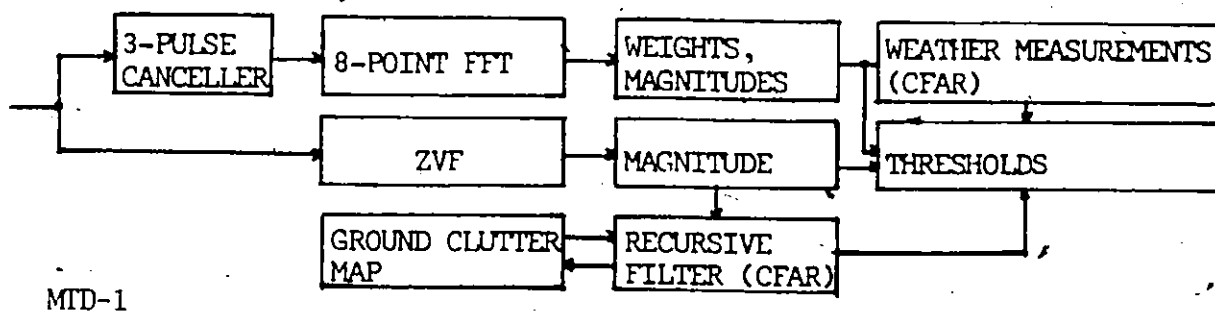 3-PULSE
CANCELLER
8-POINT FFT
WEIGHTS,
MAGNITUDES
WEATHER MEASUREMENTS
(CFAR)
ZVF
MAGNITUDE
THRESHOLDS
GROUND CLUTTER
MAP
RECURSIVE
FILTER (CFAR)
MTD-1